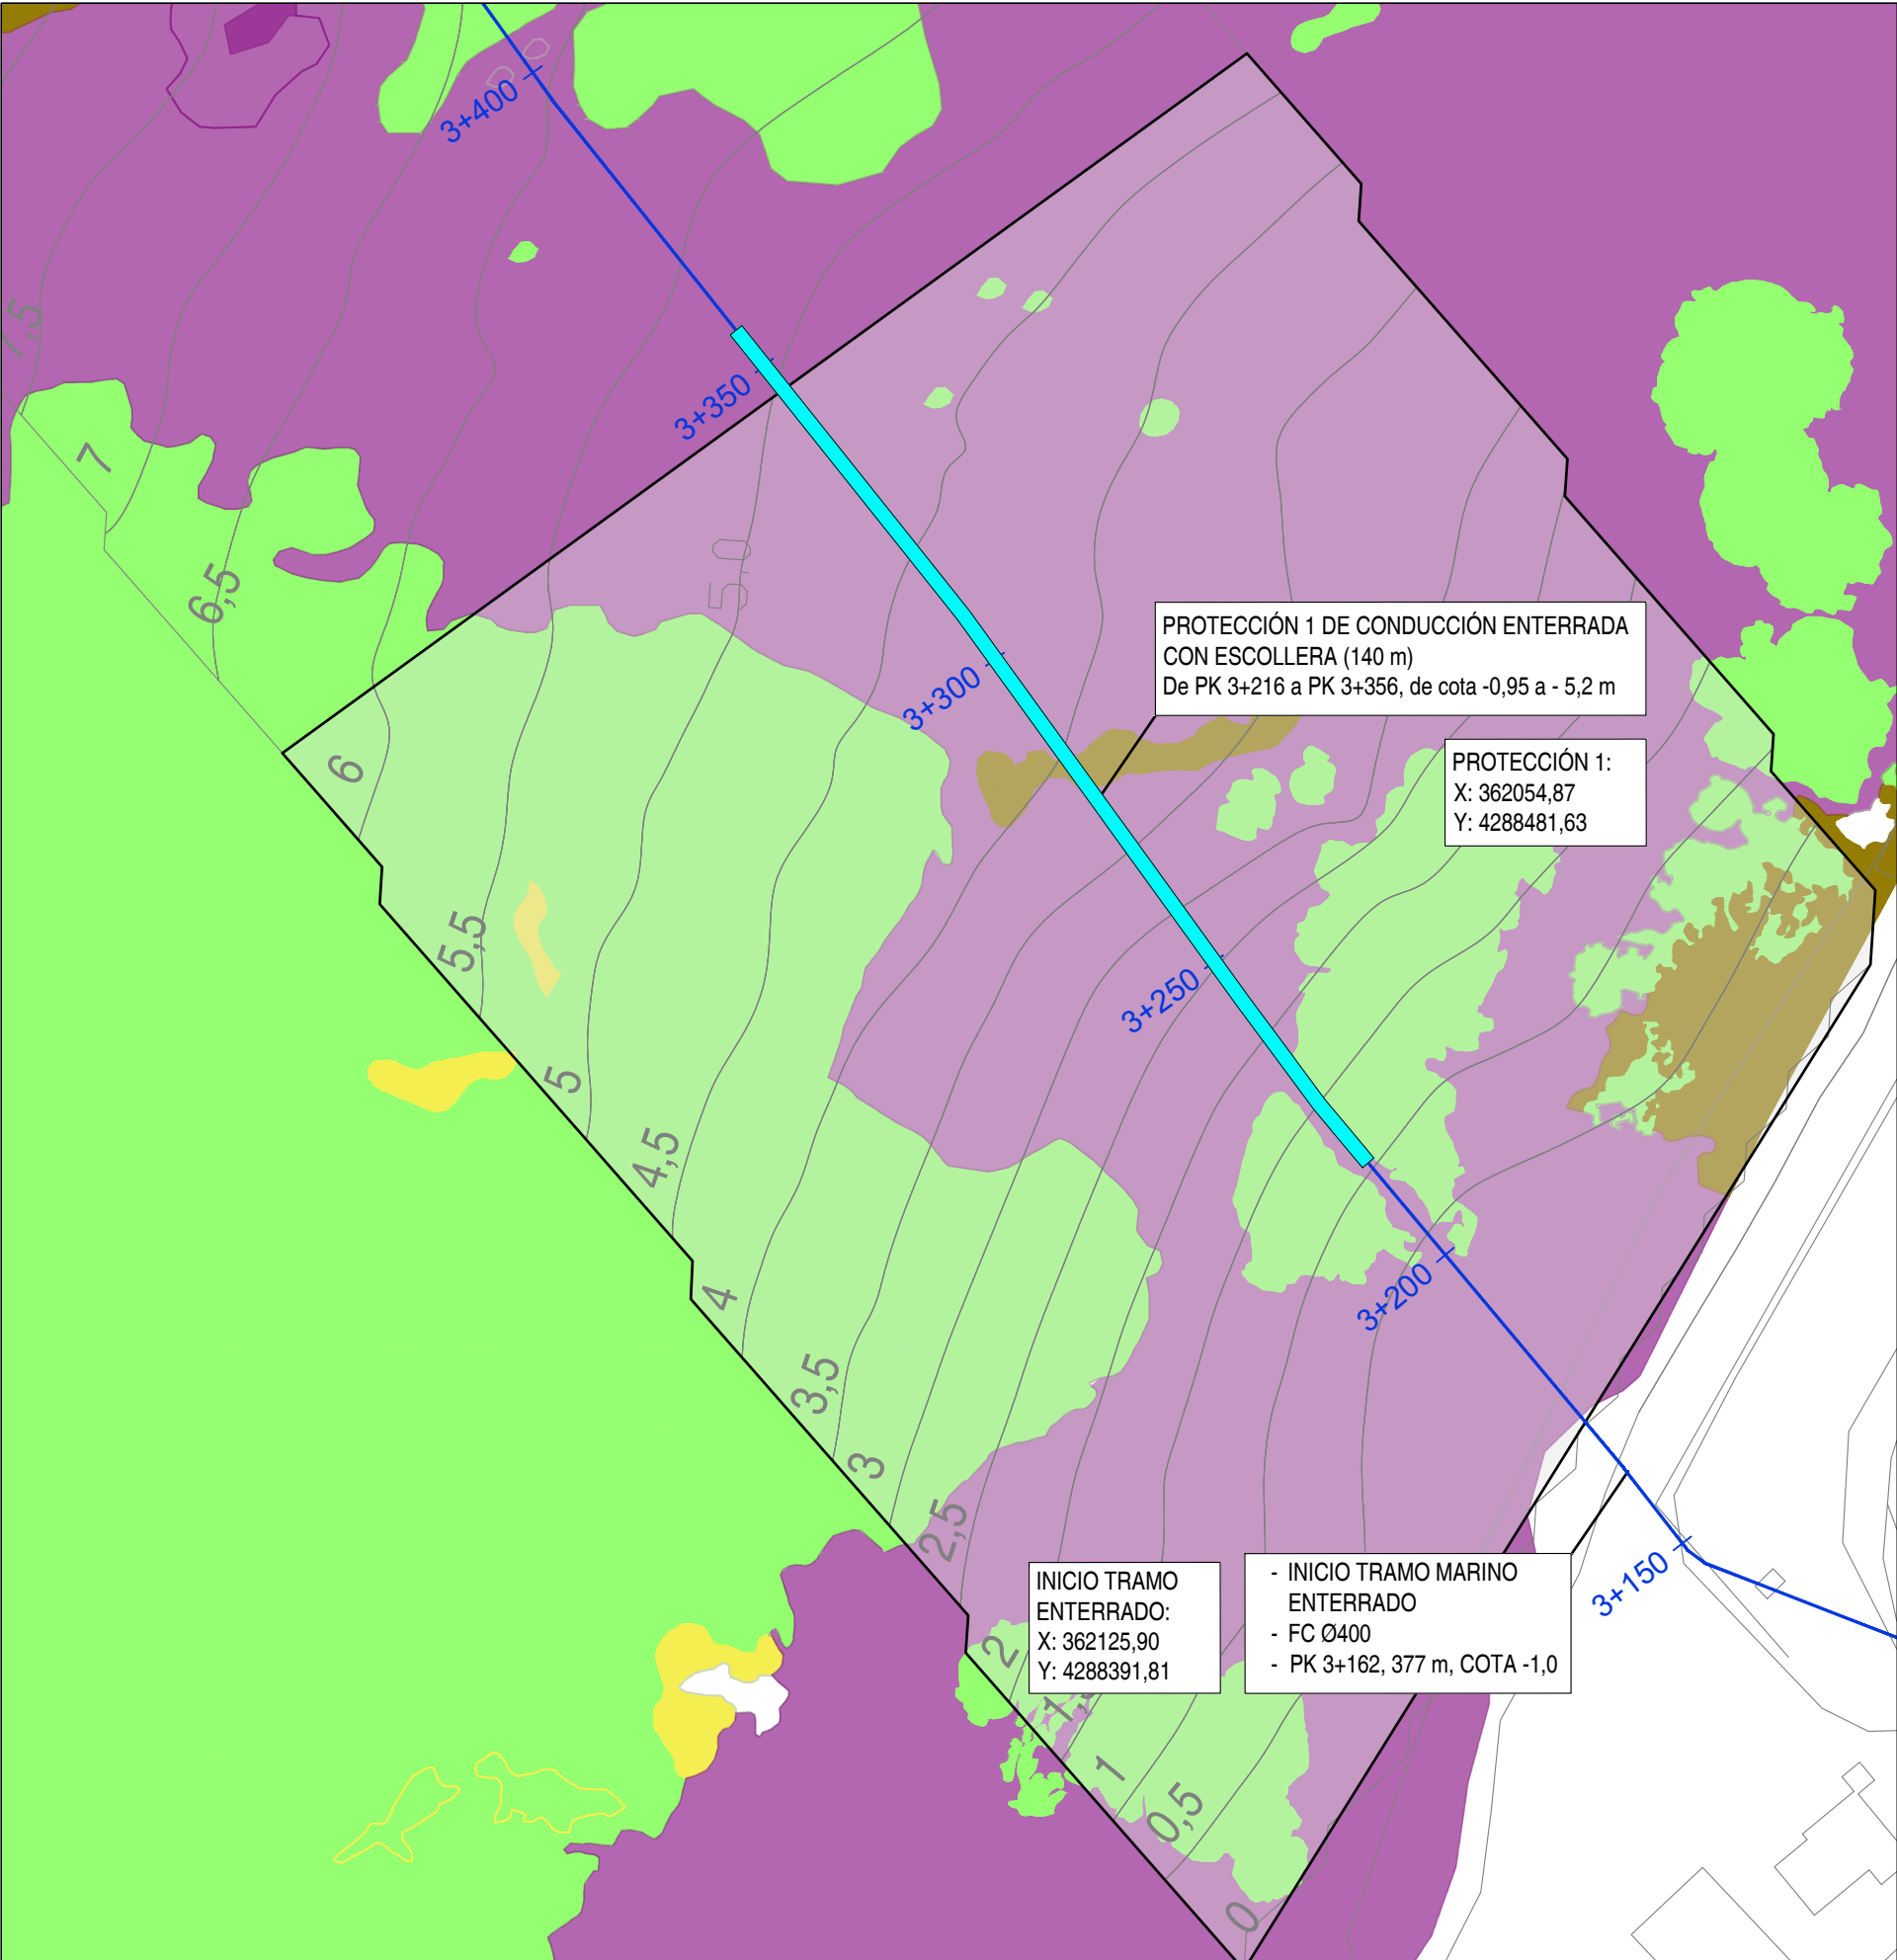 3+400
7,5
3+350
7
5,0
6,5
PROTECCIÓN 1 DE CONDUCCIÓN ENTERRADA
CON ESCOLLERA (140 m)
De PK 3+216 a PK 3+356, de cota -0,95 a - 5,2 m
3+300
6
PROTECCIÓN 1:
X: 362054,87
Y: 4288481,63
5,5
3+250
5
4,5
4
3+200
3,5
3
2,5
3+150
INICIO TRAMO
ENTERRADO:
X: 362125,90
Y: 4288391,81
- INICIO TRAMO MARINO
ENTERRADO
- FC Ø400
- PK 3+162, 377 m, COTA -1,0
2
1
0,5
0